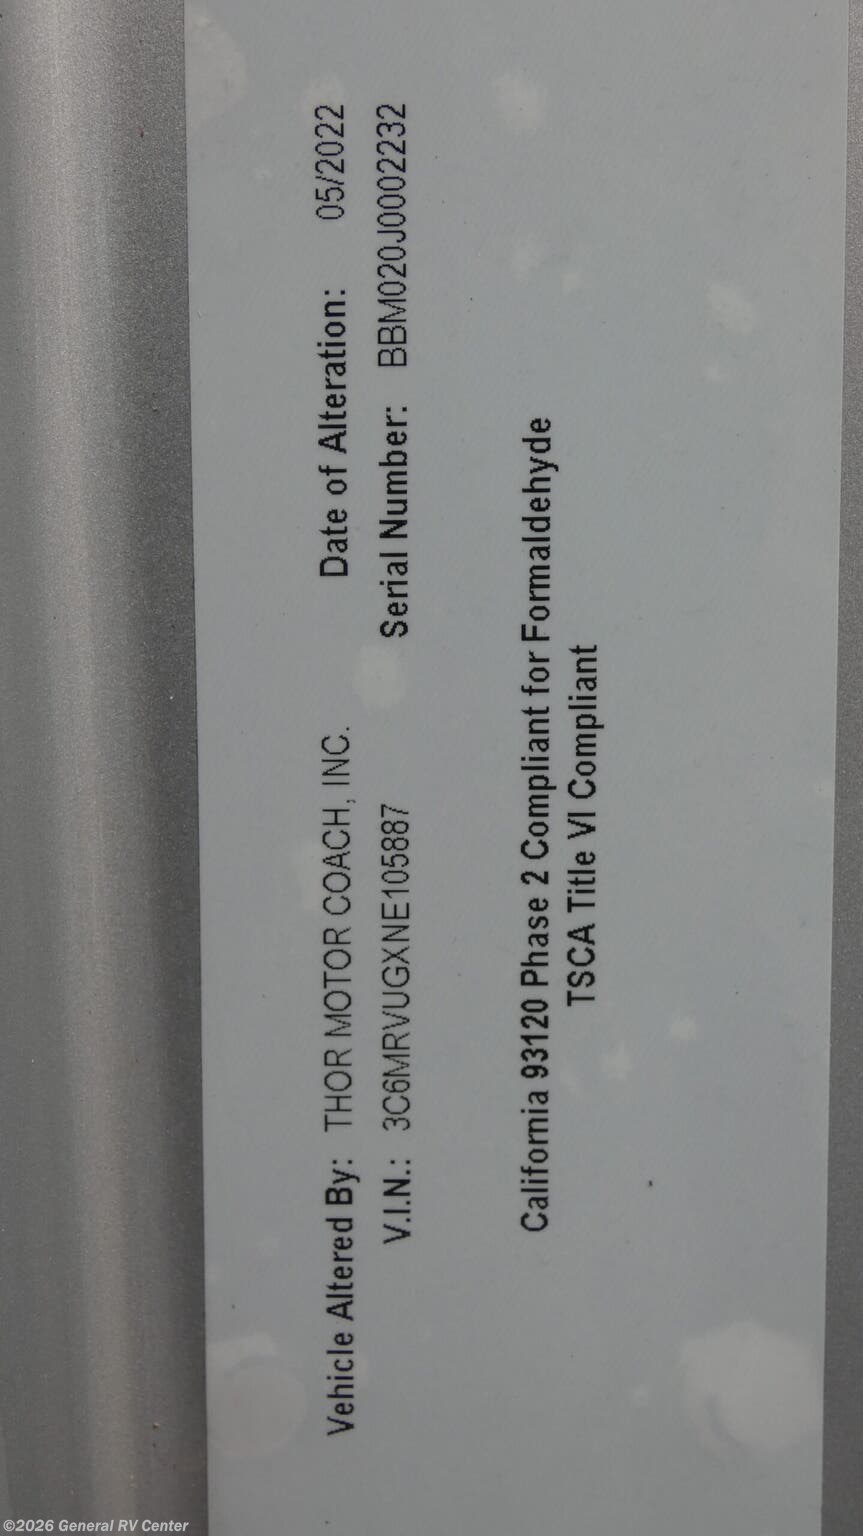 Vehicle Altered By: THOR MOTOR COACH, INC. Date of Alteration: 05/2022
V.I.N.: 3C6MRVUGXNE105887 Serial Number: BBM020J0002232
California 93120 Phase 2 Compliant for Formaldehyde
TSCA Title VI Compliant
©2026 General RV Center